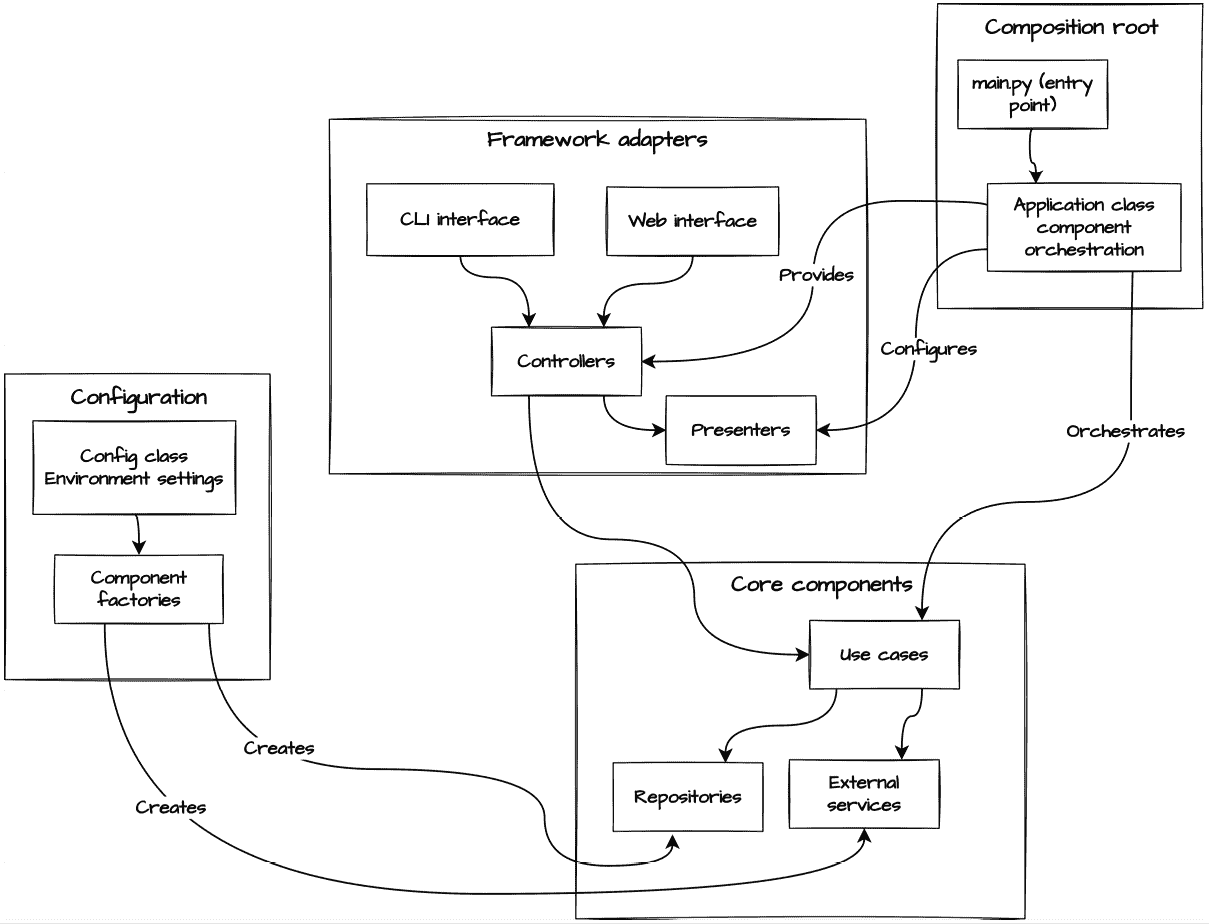 Composition root
main.py (entry
point)
Application class
component
orchestration
Framework adapters
CLI interface
Web interface
Provides
Controllers
Configures
Presenters
Configuration
Config class
Environment settings
Component
factories
Orchestrates
Core components
Use cases
Creates
Repositories
External
services
Creates